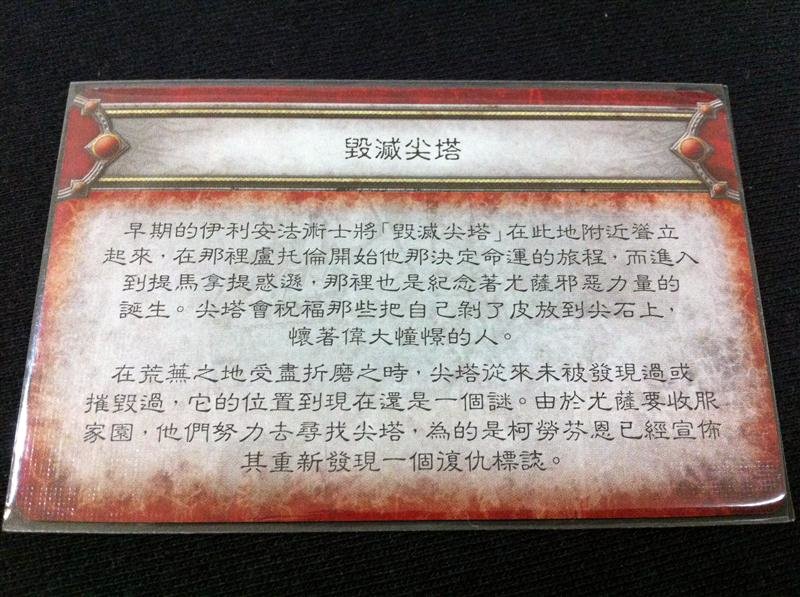 毀滅尖塔
早期的伊利安法術士將「毀滅尖塔」在此地附近聳立
起來，在那裡盧托倫開始他那決定命運的旅程，而進入
到提馬拿提惑遜，那裡也是紀念著尤薩邪惡力量的
誕生。尖塔會祝福那些把自己剝了皮放到尖石上，
懷著偉大憧憬的人。
在荒蕪之地受盡折磨之時，尖塔從來未被發現過或
摧毀過，它的位置到現在還是一個謎。由於尤薩要收服
家園，他們努力去尋找尖塔，為的是柯勞芬恩已經宣佈
其重新發現一個復仇標誌。